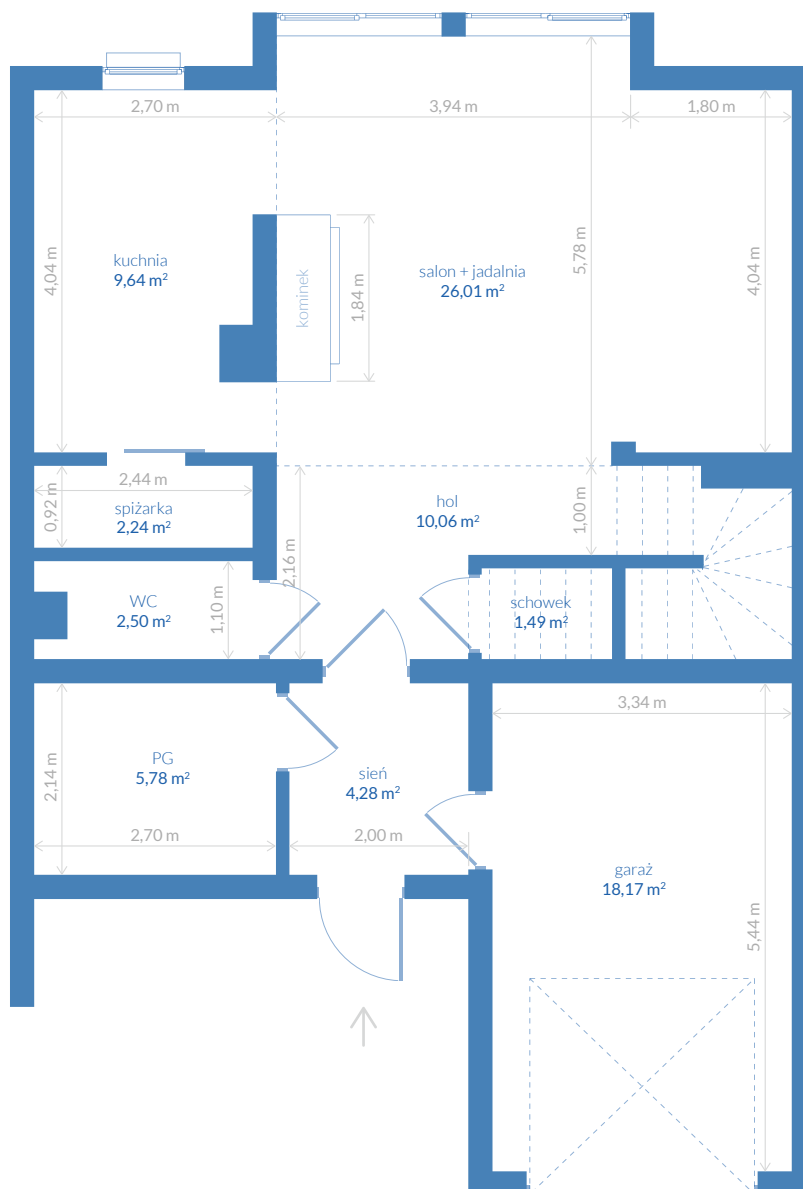 2,70 m
3,94 m
1,80 m
4,04 m
kuchnia
9,64 m²
kominek
1,84 m
salon + jadalnia
26,01 m²
5,78 m
4,04 m
0,92 m
2,44 m
spiżarka
2,24 m²
hol
10,06 m²
1,00 m
2,16 m
WC
2,50 m²
1,10 m
schowek
1,49 m²
3,34 m
2,14 m
PG
5,78 m²
sień
4,28 m²
2,70 m
2,00 m
garaż
18,17 m²
5,44 m